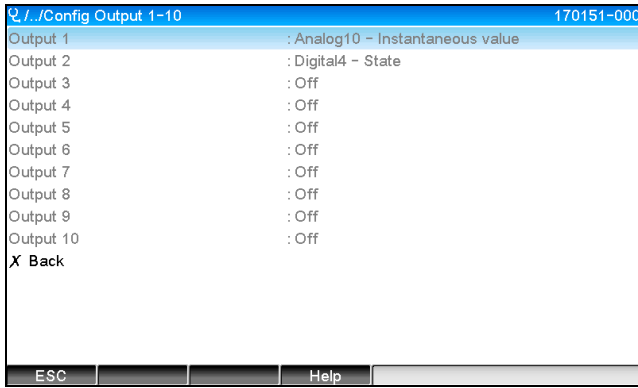 /../Config Output 1-10 170151-000
Output 1 : Analog10 - Instantaneous value
Output 2 : Digital4 - State
Output 3 : Off
Output 4 : Off
Output 5 : Off
Output 6 : Off
Output 7 : Off
Output 8 : Off
Output 9 : Off
Output 10 : Off
X Back
ESC Help